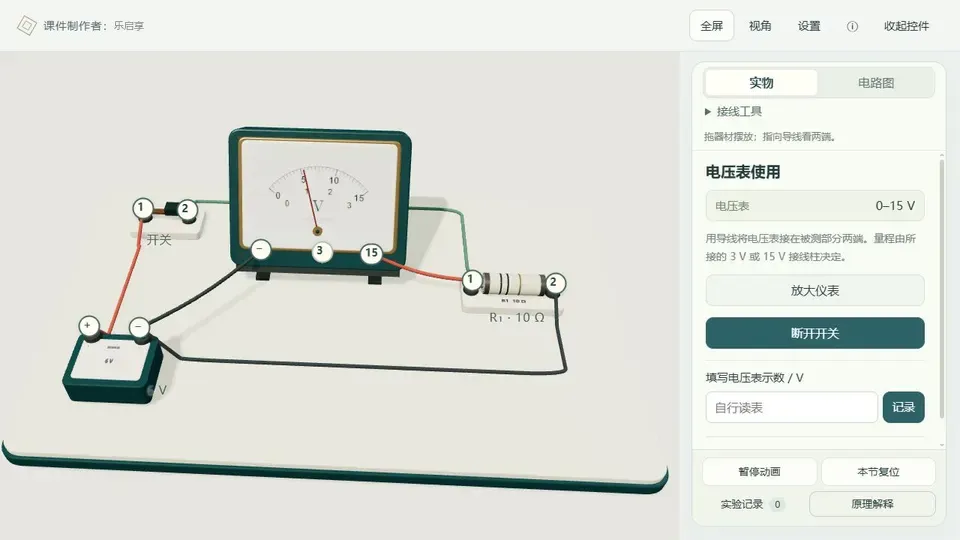 课件制作者：乐启享
全屏
视角
设置
收起控件
实物
电路图
接线工具
拖器材摆放；指向导线看两端。
电压表使用
电压表
0–15 V
用导线将电压表接在被测部分两端。量程由所
接的 3 V 或 15 V 接线柱决定。
放大仪表
断开开关
填写电压表示数 / V
自行读表
记录
暂停动画
本节复位
实验记录 0
原理解释
0 5 10 15
0 1 2 3
V
− 3 15
1 2
开关
1 2
R₁ 10 Ω
R₁ · 10 Ω
+ −
6 V
V